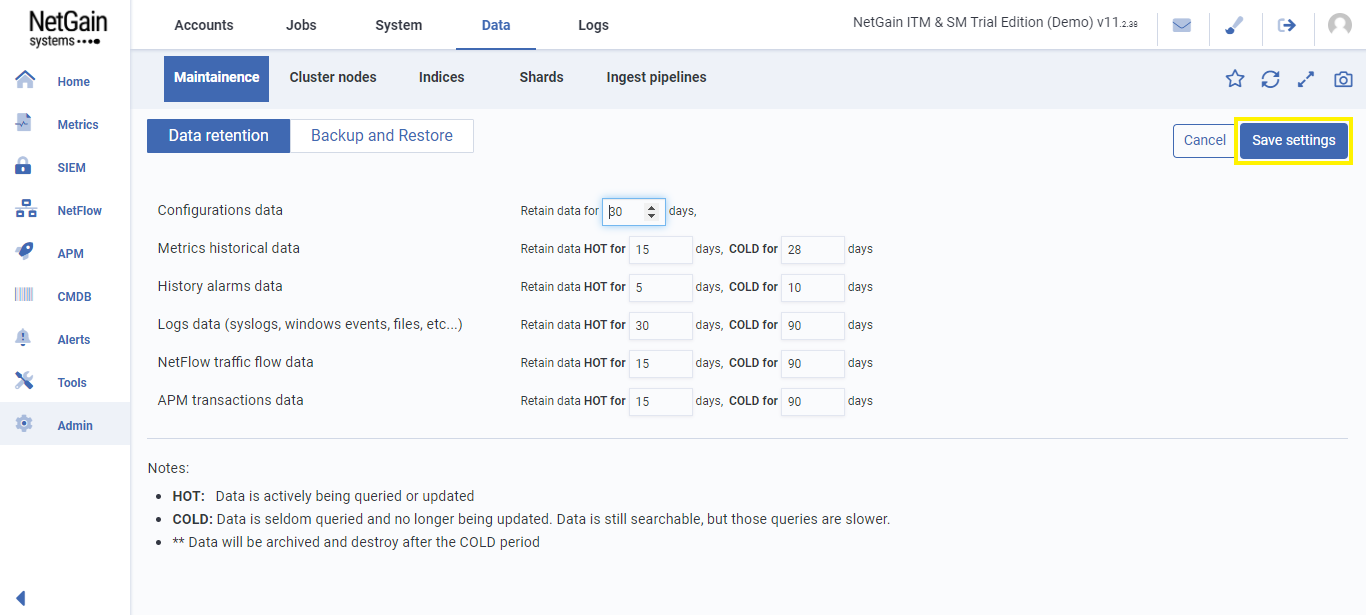 NetGain
systems
Accounts Jobs System Data Logs
NetGain ITM & SM Trial Edition (Demo) v11.2.38
Maintainence Cluster nodes Indices Shards Ingest pipelines
Home
Metrics
SIEM
NetFlow
APM
CMDB
Alerts
Tools
Admin
Data retention Backup and Restore
Cancel Save settings
Configurations data Retain data for 30 days,
Metrics historical data Retain data HOT for 15 days, COLD for 28 days
History alarms data Retain data HOT for 5 days, COLD for 10 days
Logs data (syslogs, windows events, files, etc...) Retain data HOT for 30 days, COLD for 90 days
NetFlow traffic flow data Retain data HOT for 15 days, COLD for 90 days
APM transactions data Retain data HOT for 15 days, COLD for 90 days
Notes:
• HOT: Data is actively being queried or updated
• COLD: Data is seldom queried and no longer being updated. Data is still searchable, but those queries are slower.
• ** Data will be archived and destroy after the COLD period